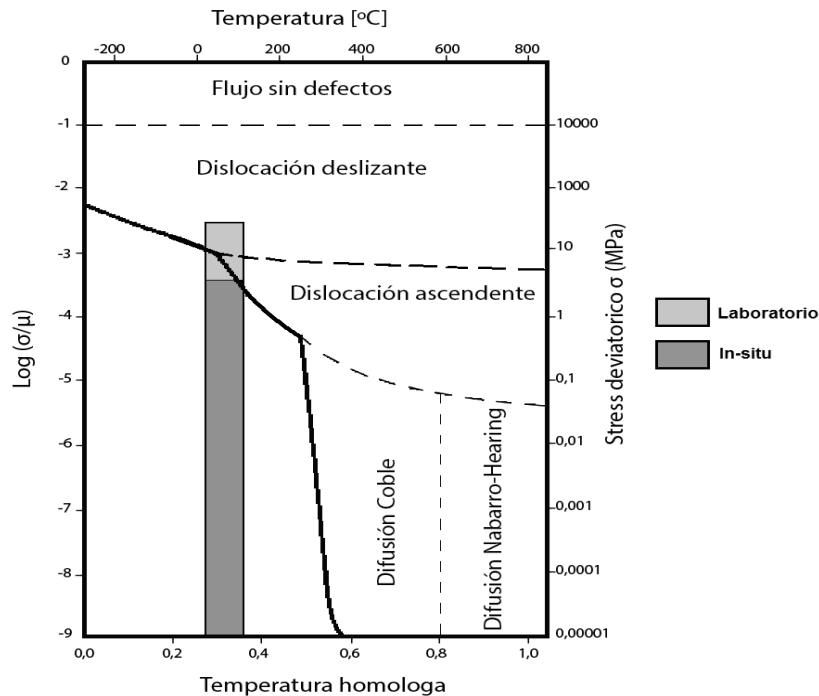 Temperatura [ºC]
-200 0 200 400 600 800
0
-1
-2
-3
-4
-5
-6
-7
-8
-9
Log (σ/μ)
Flujo sin defectos
Dislocación deslizante
Dislocación ascendente
Difusión Coble
Difusión Nabarro-Hearing
10000
1000
10
1
0,1
0,01
0,001
0,0001
0,00001
Stress deviatorico σ (MPa)
0,0 0,2 0,4 0,6 0,8 1,0
Temperatura homologa
Laboratorio
In-situ